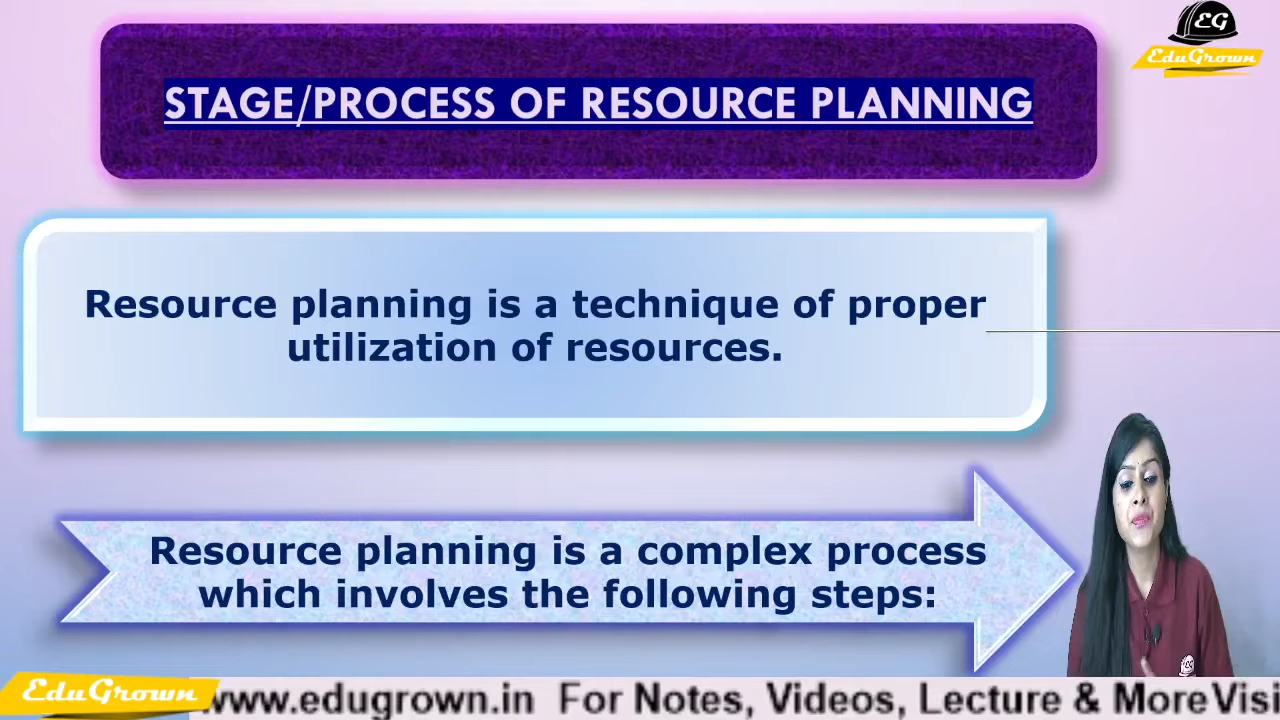 EG
EduGrown
STAGE/PROCESS OF RESOURCE PLANNING
Resource planning is a technique of proper
utilization of resources.
Resource planning is a complex process
which involves the following steps:
EduGrown
www.edugrown.in For Notes, Videos, Lecture & More Visi